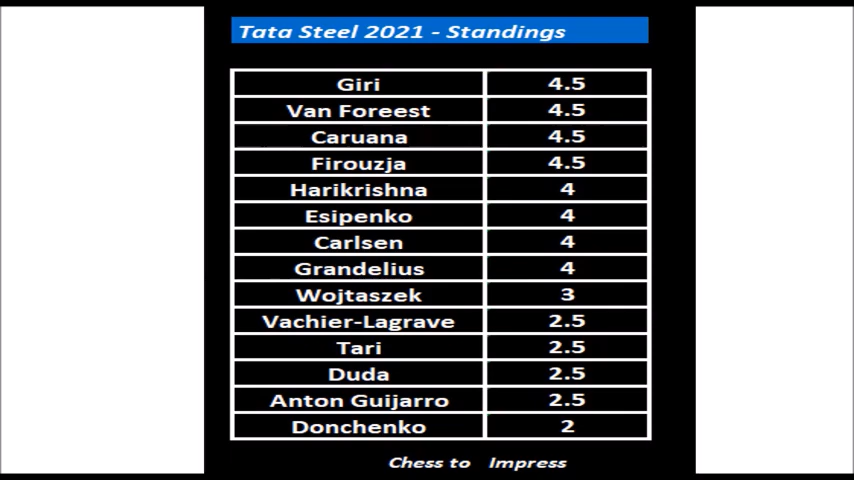 Tata Steel 2021 - Standings
Giri 4.5
Van Foreest 4.5
Caruana 4.5
Firouzja 4.5
Harikrishna 4
Esipenko 4
Carlsen 4
Grandelius 4
Wojtaszek 3
Vachier-Lagrave 2.5
Tari 2.5
Duda 2.5
Anton Guijarro 2.5
Donchenko 2
Chess to Impress